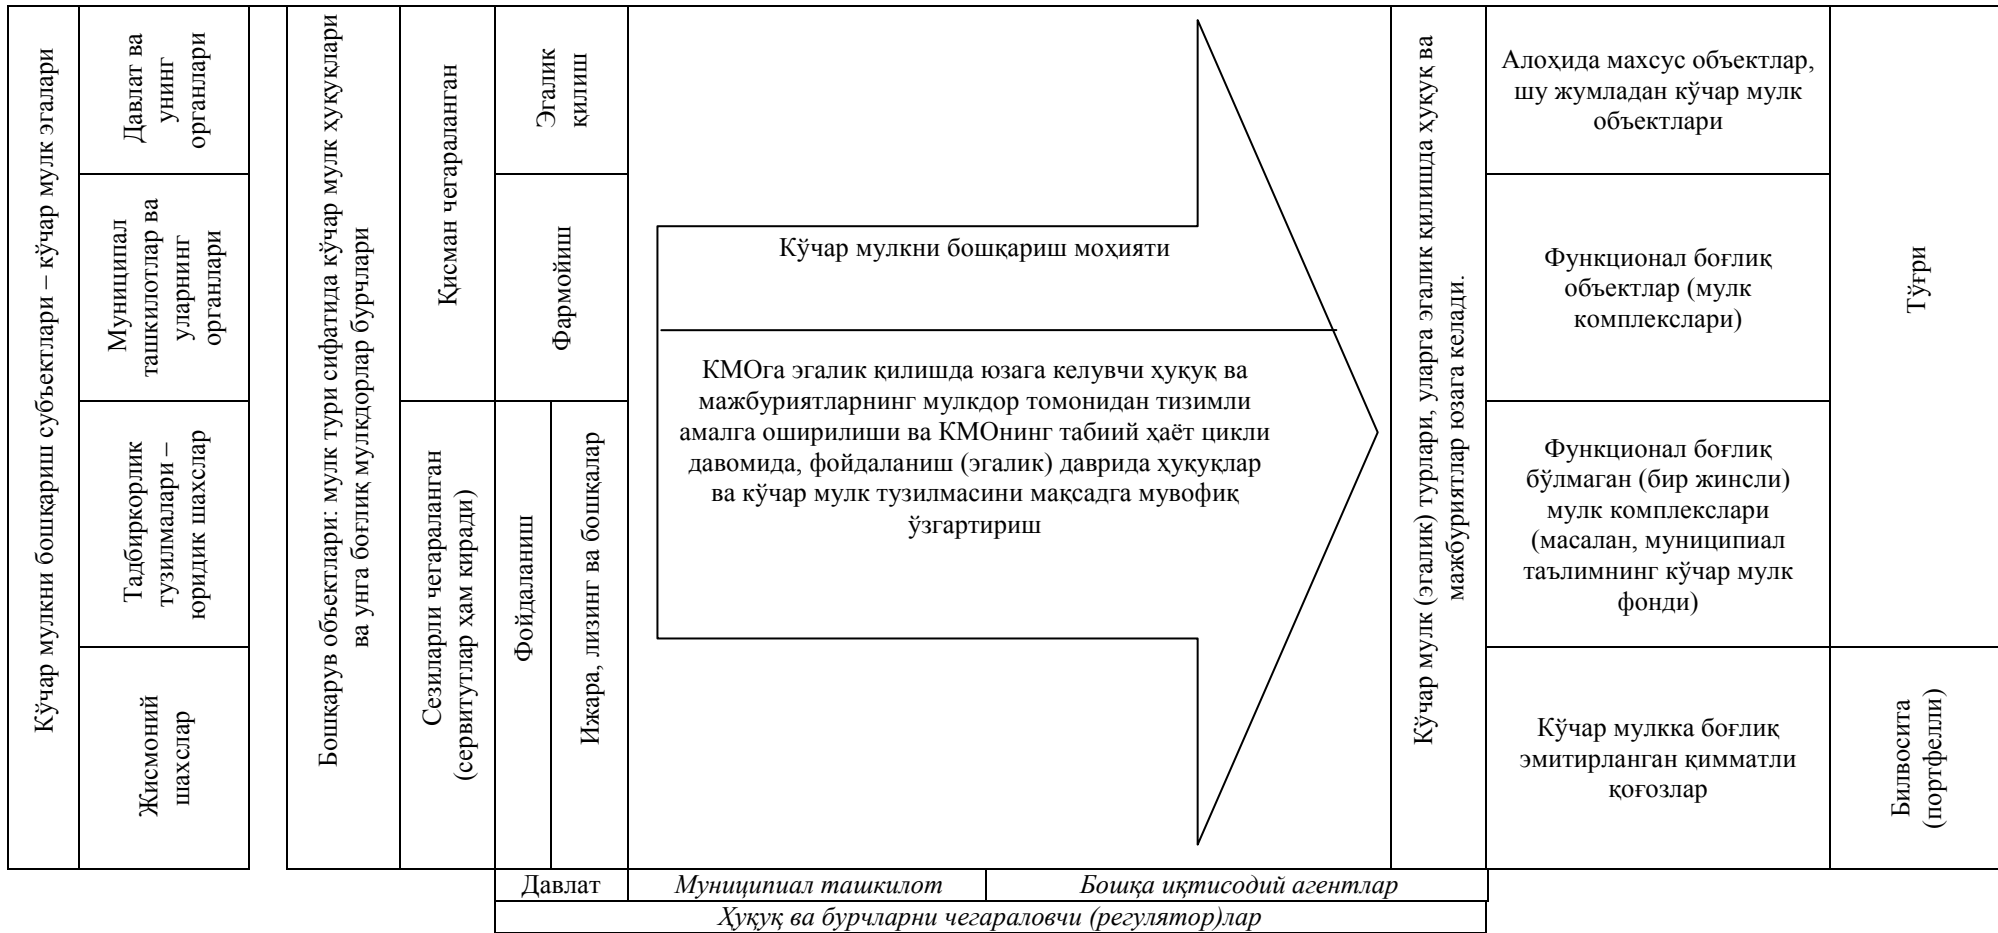 Кўчар мулкни бошқариш субъектлари – кўчар мулк эгалари
Давлат ва
унинг
органлари
Муниципал
ташкилотлар ва
уларнинг
органлари
Тадбиркорлик
тузилмалари –
юридик шахслар
Жисмоний
шахслар
Бошқарув объектлари: мулк тури сифатида кўчар мулк ҳуқуқлари
ва унга боғлиқ мулкдорлар бурчлари
Қисман чегараланган
Сезиларли чегараланган
(сервитутлар ҳам киради)
Эгалик
қилиш
Фармойиш
Фойдаланиш
Ижара, лизинг ва бошқалар
Кўчар мулкни бошқариш моҳияти
КМОга эгалик қилишда юзага келувчи ҳуқуқ ва
мажбуриятларнинг мулкдор томонидан тизимли
амалга оширилиши ва КМОнинг табиий ҳаёт цикли
давомида, фойдаланиш (эгалик) даврида ҳуқуқлар
ва кўчар мулк тузилмасини мақсадга мувофиқ
ўзгартириш
Кўчар мулк (эгалик) турлари, уларга эгалик қилишда ҳуқуқ ва
мажбуриятлар юзага келади.
Алоҳида махсус объектлар,
шу жумладан кўчар мулк
объектлари
Функционал боғлиқ
объектлар (мулк
комплекслари)
Функционал боғлиқ
бўлмаган (бир жинсли)
мулк комплекслари
(масалан, муниципиал
таълимнинг кўчар мулк
фонди)
Кўчар мулкка боғлиқ
эмитирланган қимматли
қоғозлар
Тўғри
Билвосита
(портфелли)
Давлат
Муниципиал ташкилот
Бошқа иқтисодий агентлар
Ҳуқуқ ва бурчларни чегараловчи (регулятор)лар